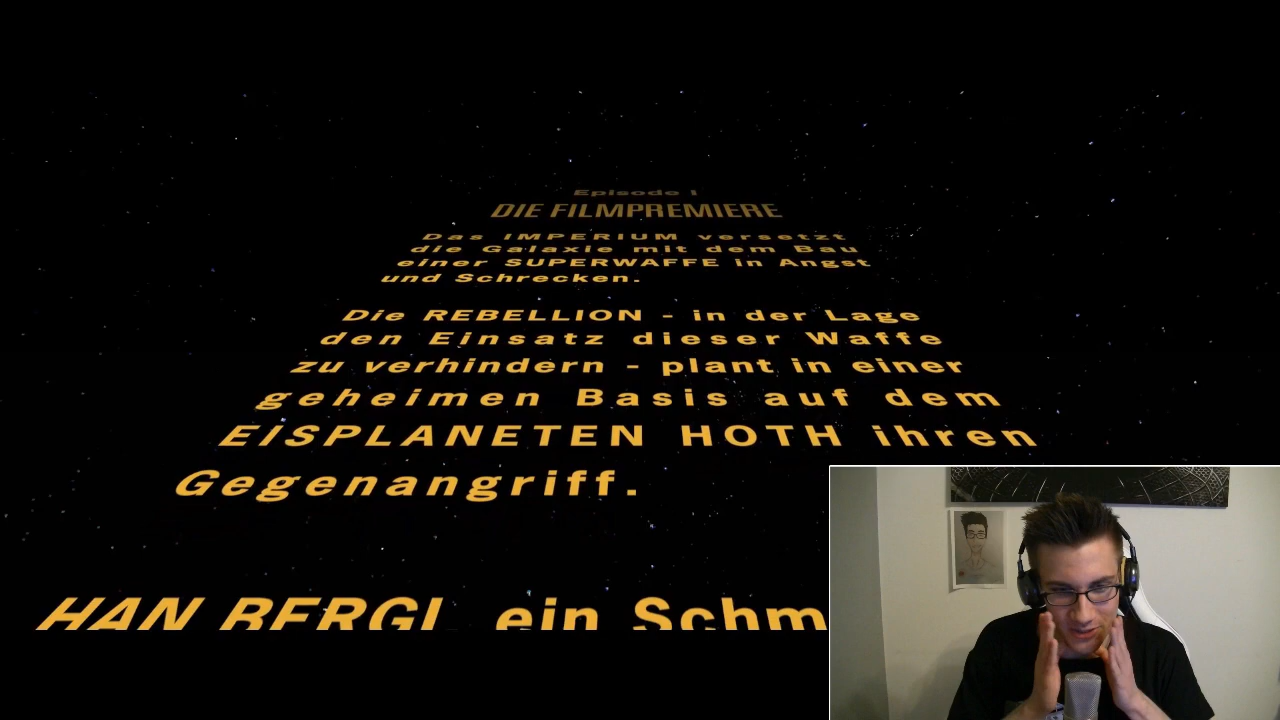 Episode I
DIE FILMPREMIERE
Das IMPERIUM versetzt
die Galaxie mit dem Bau
einer SUPERWAFFE in Angst
und Schrecken.
Die REBELLION - in der Lage
den Einsatz dieser Waffe
zu verhindern - plant in einer
geheimen Basis auf dem
EISPLANETEN HOTH ihren
Gegenangriff.
HAN BERGL, ein Schm